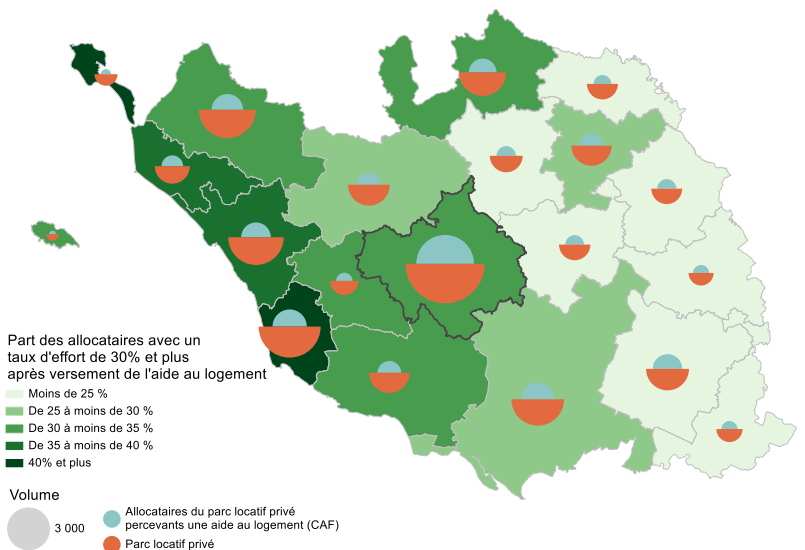 Part des allocataires avec un
taux d'effort de 30% et plus
après versement de l'aide au logement
Moins de 25 %
De 25 à moins de 30 %
De 30 à moins de 35 %
De 35 à moins de 40 %
40% et plus
Volume
3 000
Allocataires du parc locatif privé
percevants une aide au logement (CAF)
Parc locatif privé